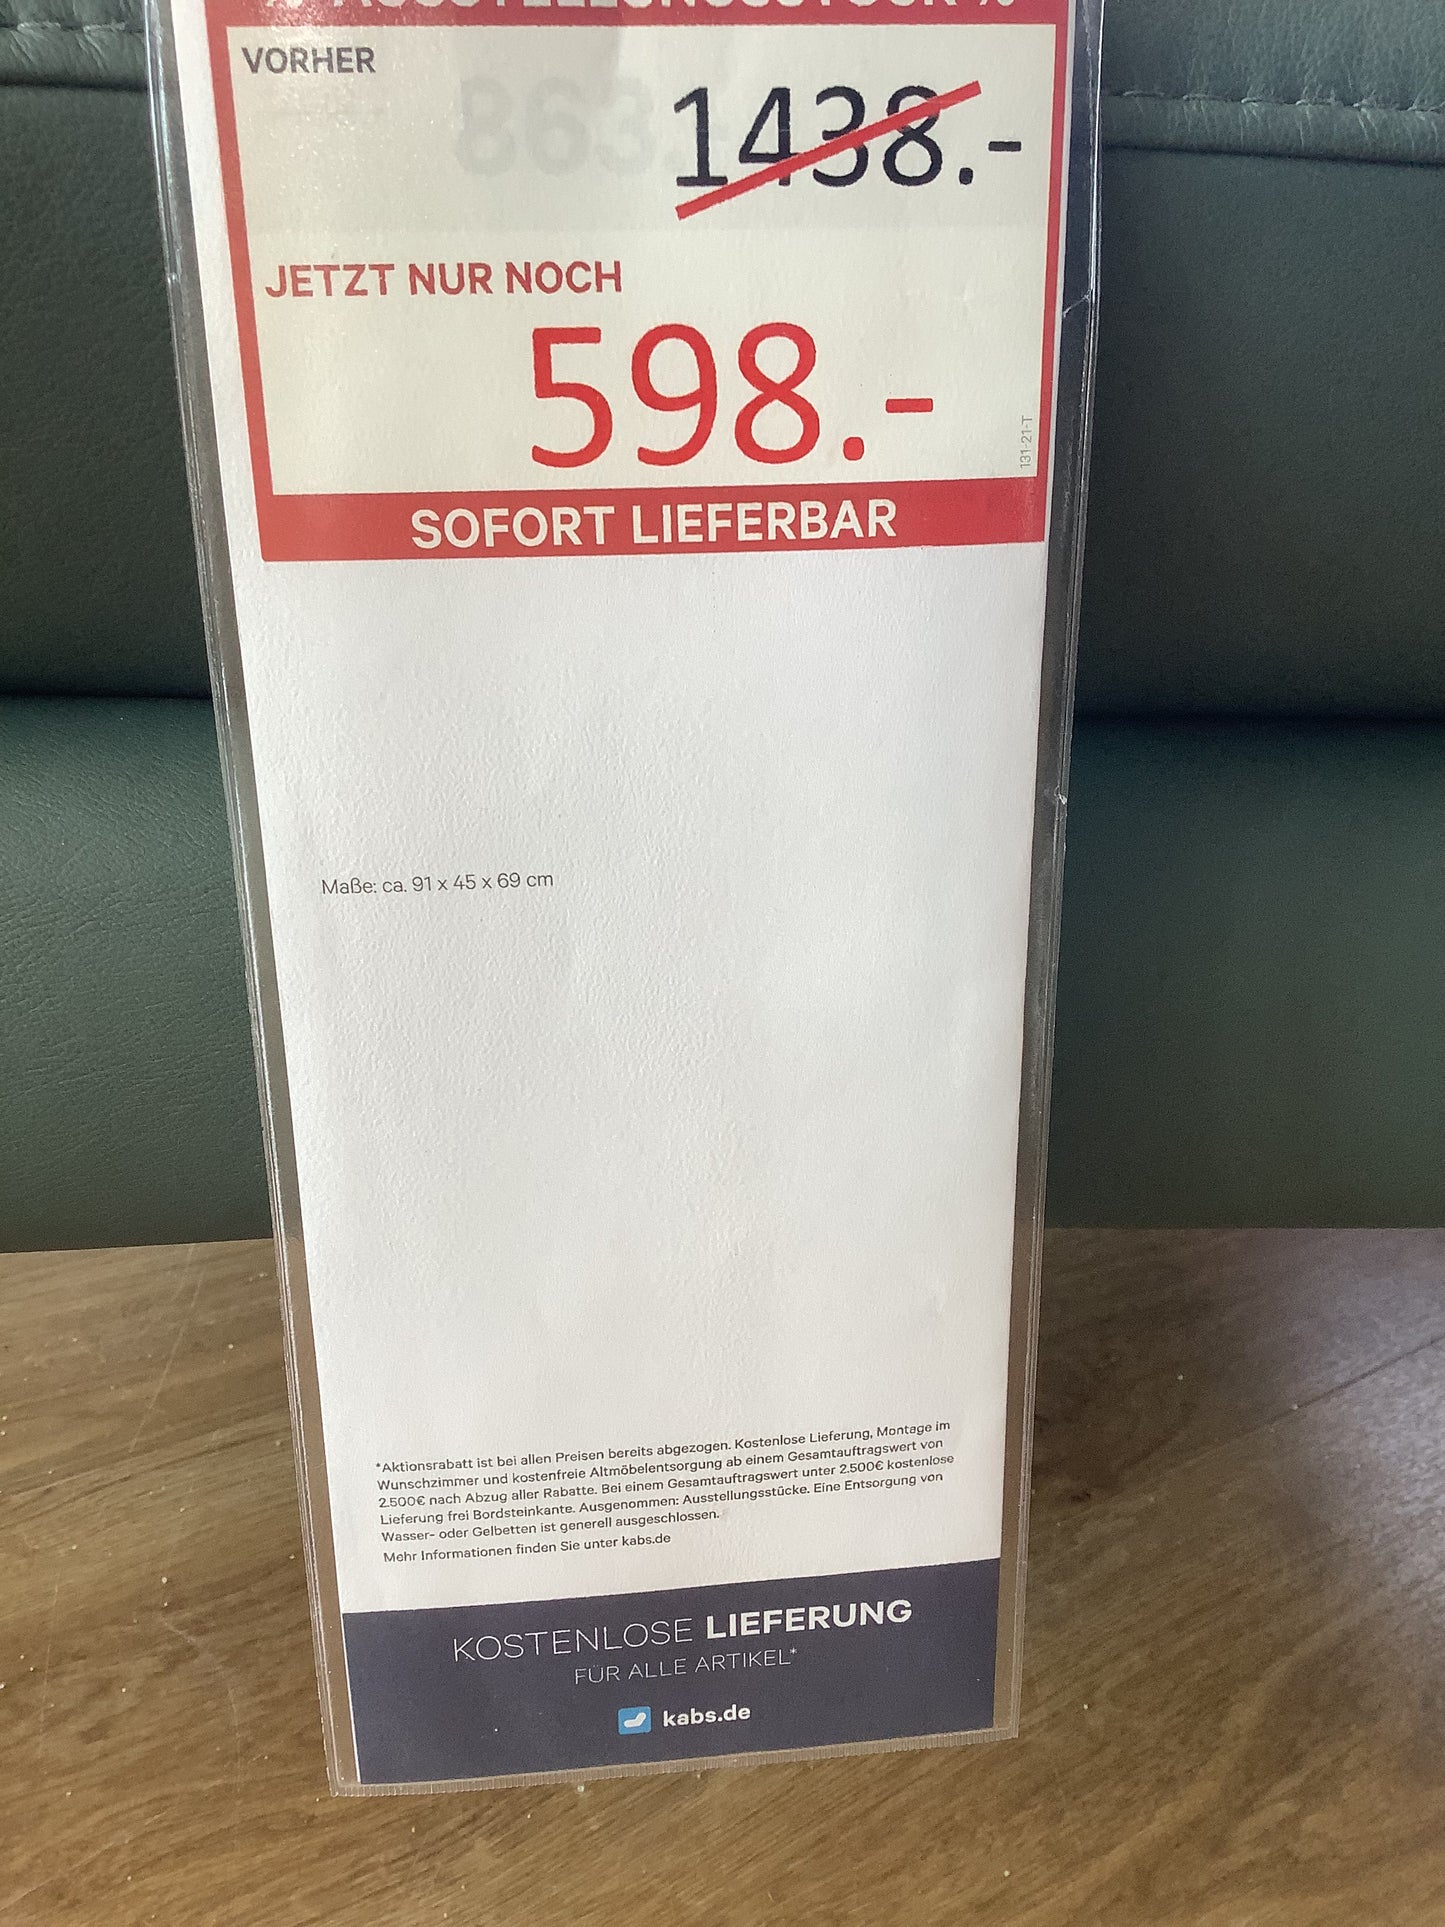 % AUSSTELLUNGSSTÜCK %
VORHER
1438.-
JETZT NUR NOCH
598.-
131-21-T
SOFORT LIEFERBAR
Maße: ca. 91 x 45 x 69 cm
*Aktionsrabatt ist bei allen Preisen bereits abgezogen. Kostenlose Lieferung, Montage im
Wunschzimmer und kostenfreie Altmöbelentsorgung ab einem Gesamtauftragswert von
2.500€ nach Abzug aller Rabatte. Bei einem Gesamtauftragswert unter 2.500€ kostenlose
Lieferung frei Bordsteinkante. Ausgenommen: Ausstellungsstücke. Eine Entsorgung von
Wasser- oder Gelbetten ist generell ausgeschlossen.
Mehr Informationen finden Sie unter kabs.de
KOSTENLOSE LIEFERUNG
FÜR ALLE ARTIKEL*
kabs.de